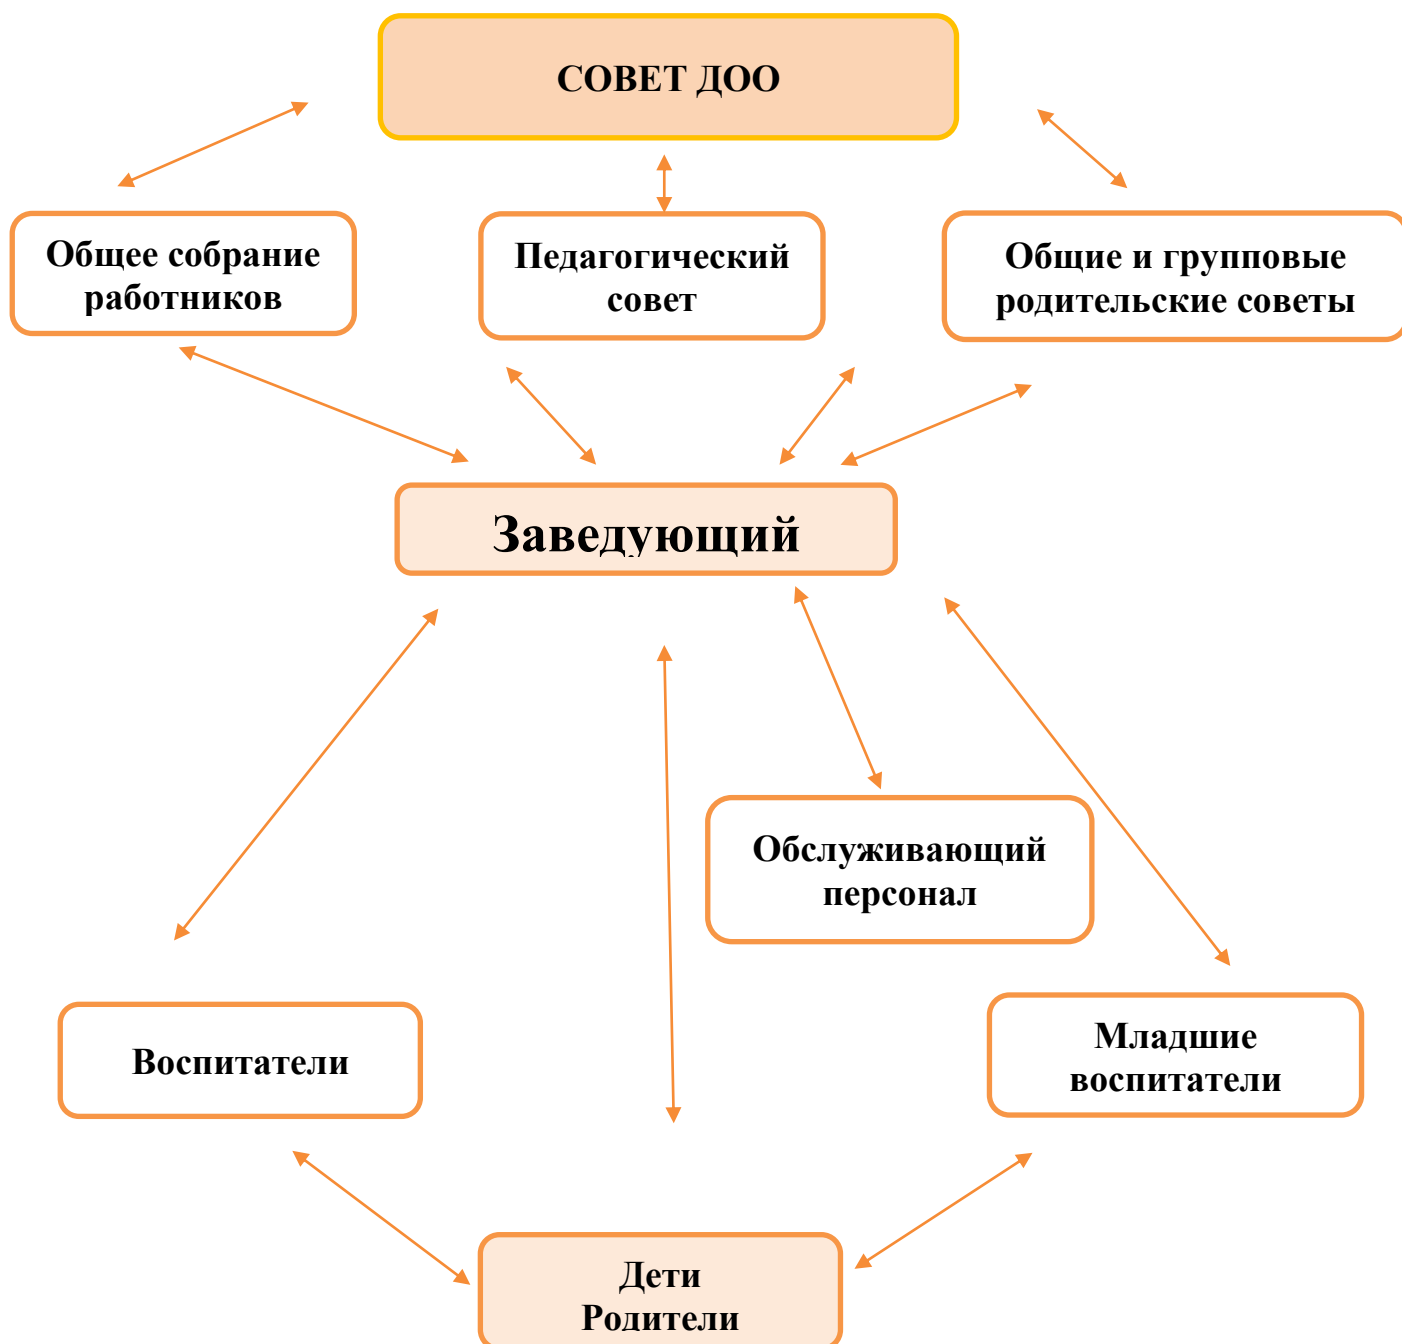 СОВЕТ ДОО
Общее собрание
работников
Педагогический
совет
Общие и групповые
родительские советы
Заведующий
Обслуживающий
персонал
Воспитатели
Младшие
воспитатели
Дети
Родители